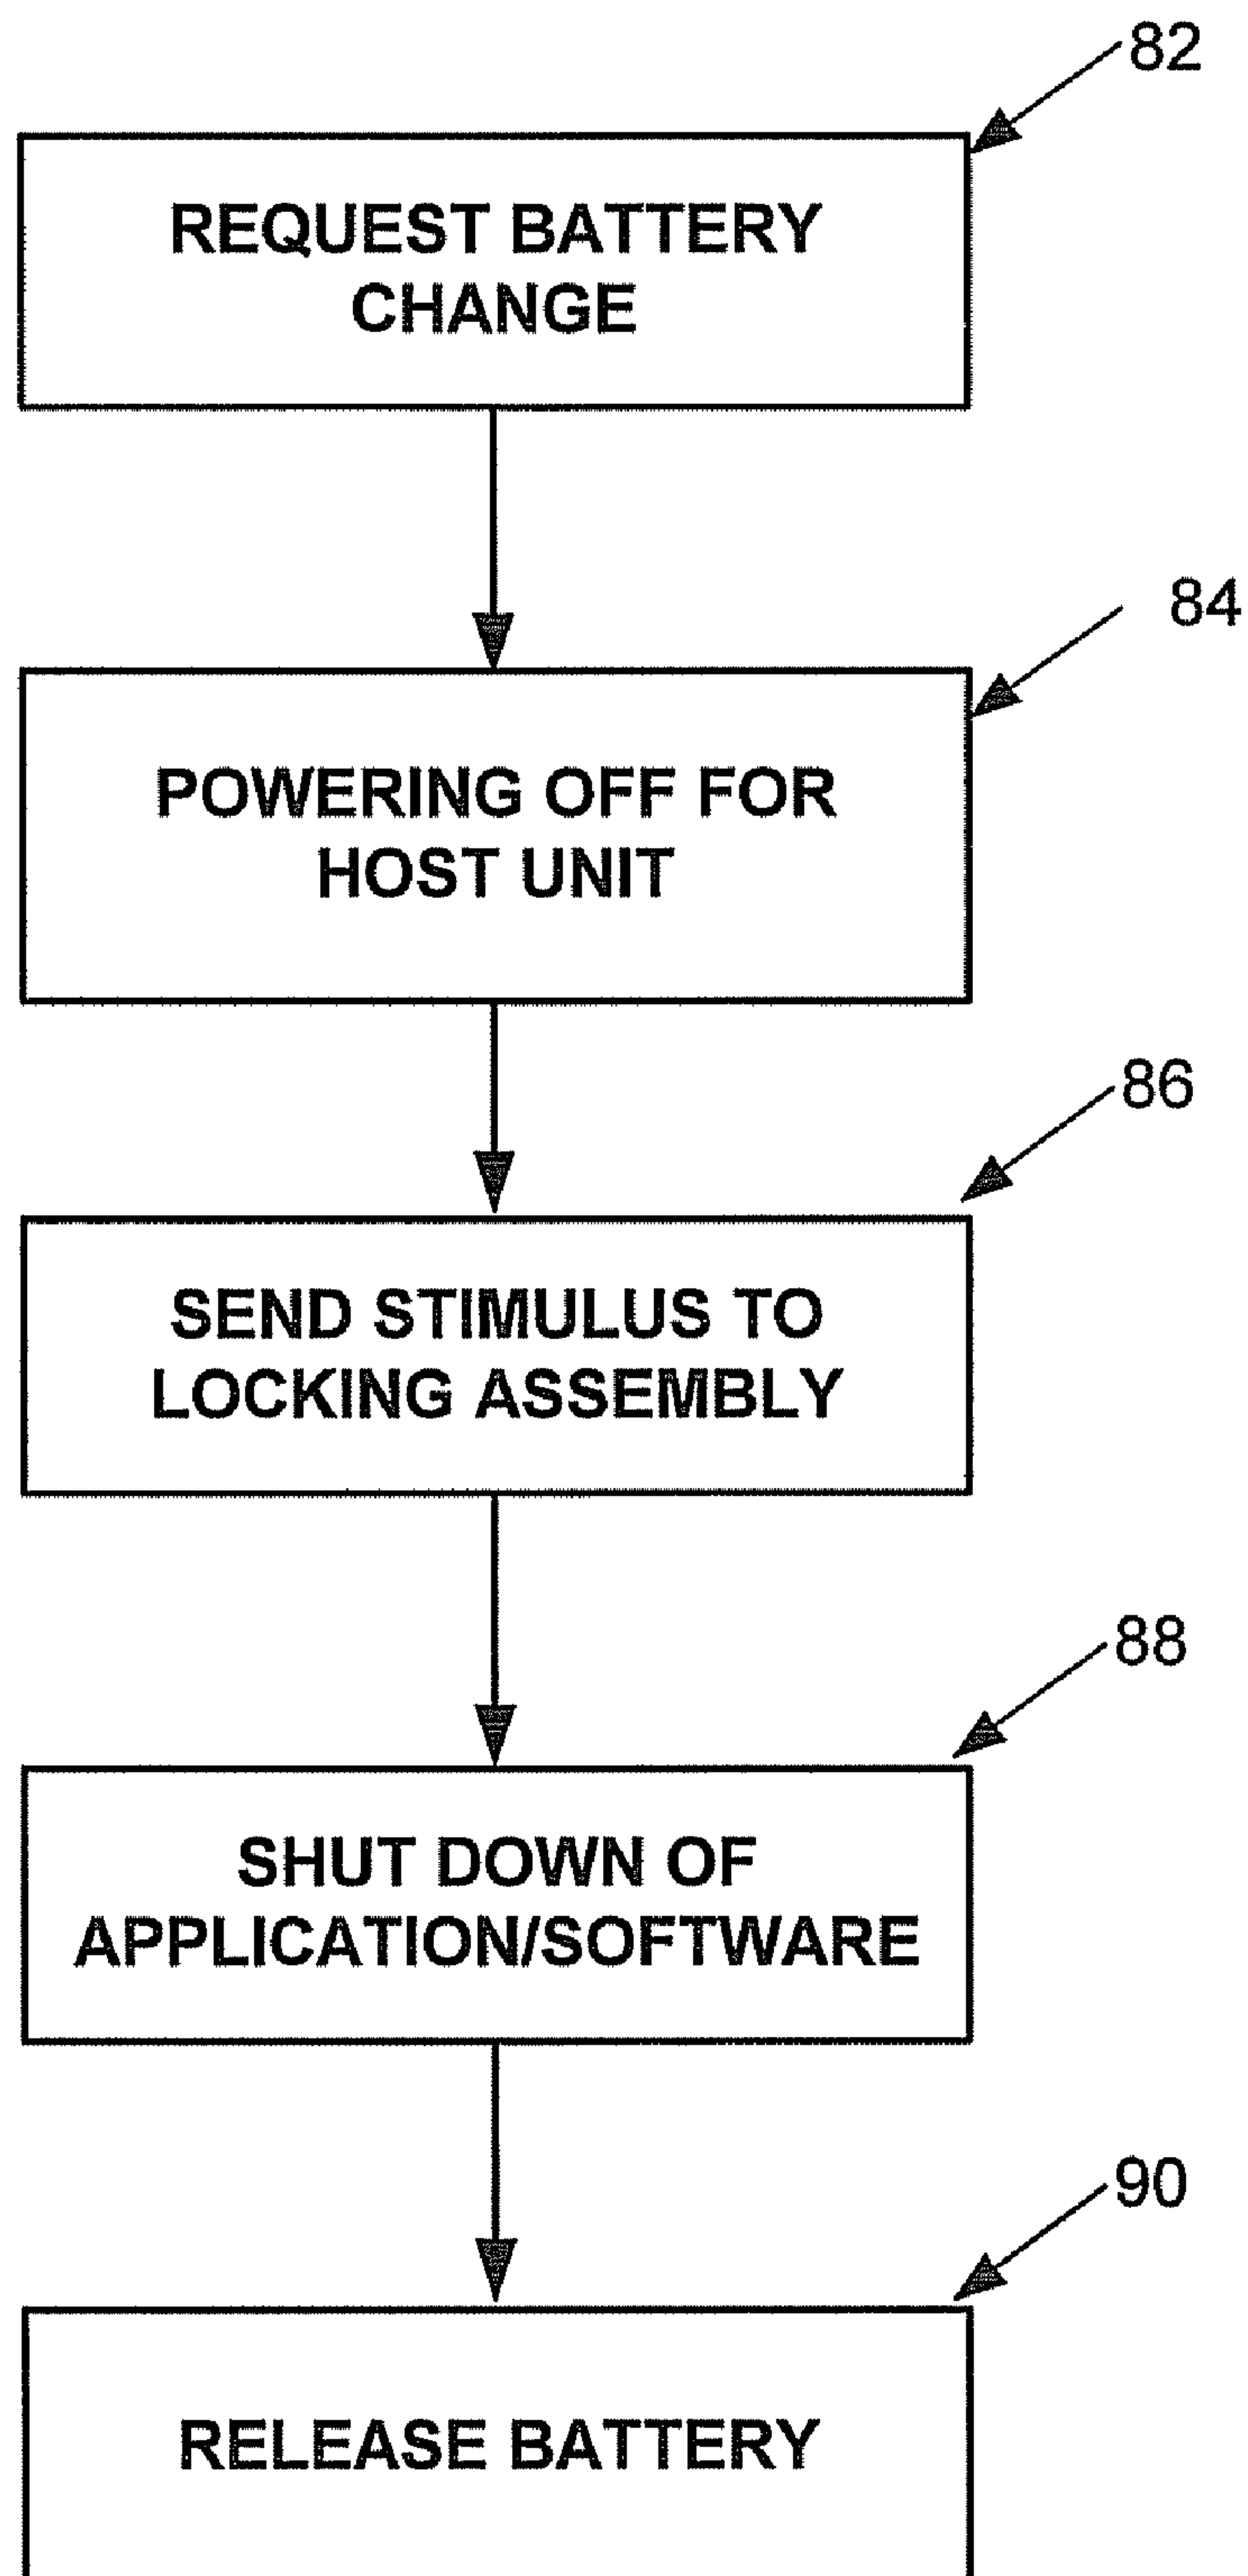 82
REQUEST BATTERY
CHANGE
84
POWERING OFF FOR
HOST UNIT
86
SEND STIMULUS TO
LOCKING ASSEMBLY
88
SHUT DOWN OF
APPLICATION/SOFTWARE
90
RELEASE BATTERY